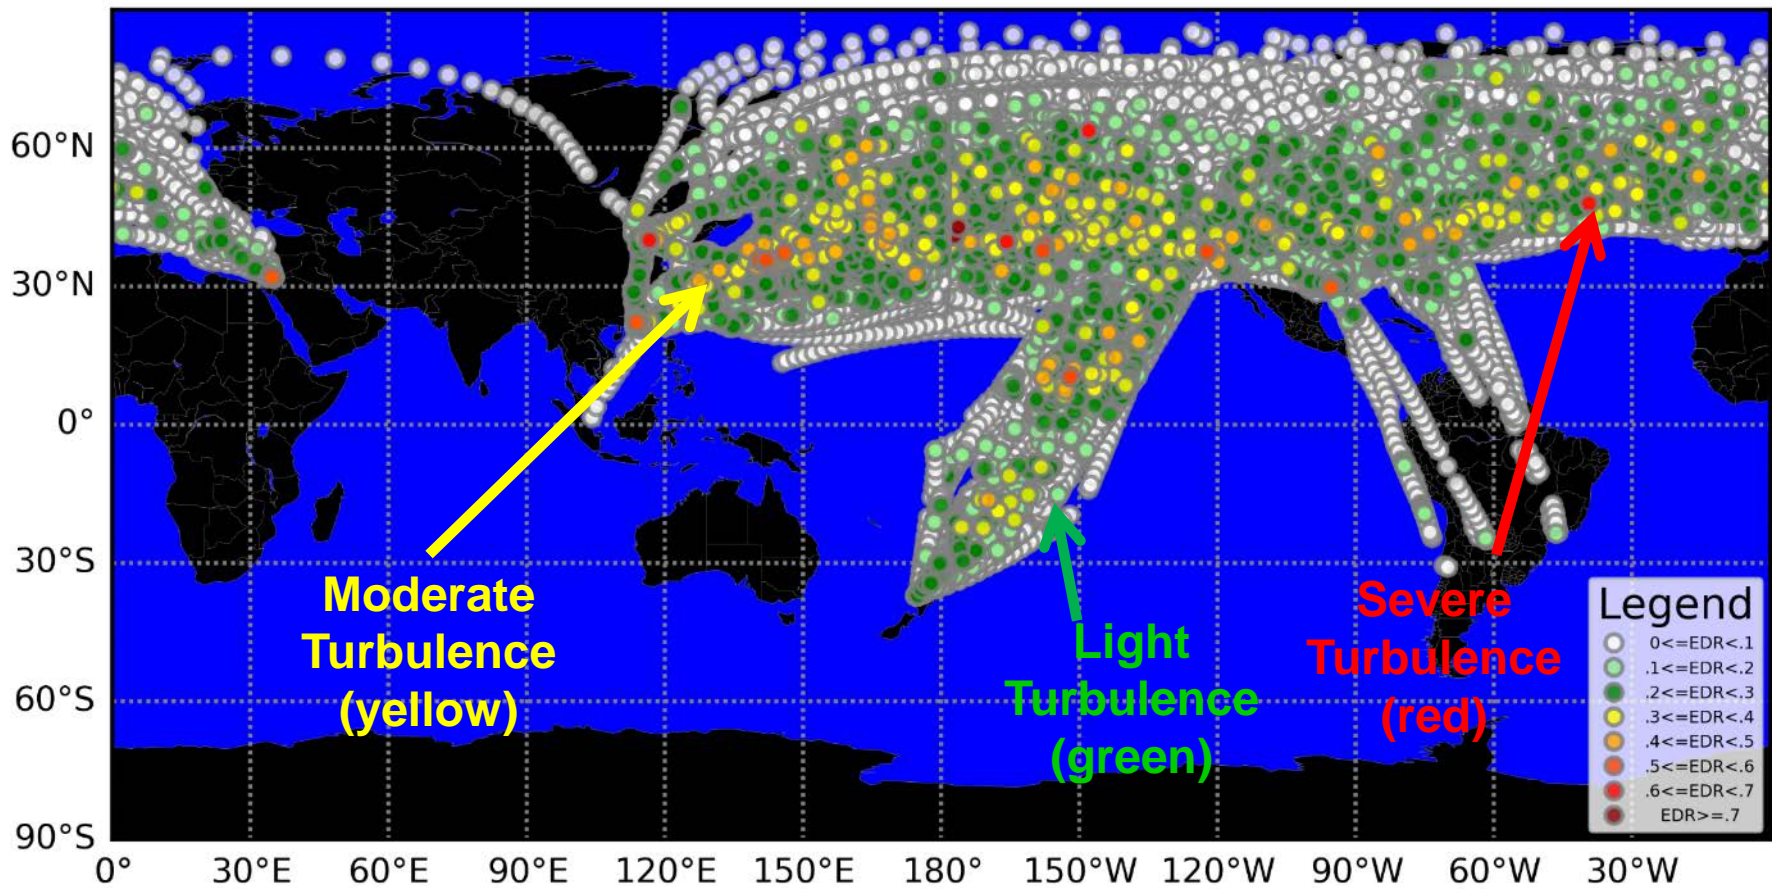 60°N
30°N
0°
30°S
60°S
90°S
0°
30°E
60°E
90°E
120°E
150°E
180°
150°W
120°W
90°W
60°W
30°W
Moderate
Turbulence
(yellow)
Light
Turbulence
(green)
Severe
Turbulence
(red)
Legend
0<=EDR<.1
.1<=EDR<.2
.2<=EDR<.3
.3<=EDR<.4
.4<=EDR<.5
.5<=EDR<.6
.6<=EDR<.7
EDR>=.7